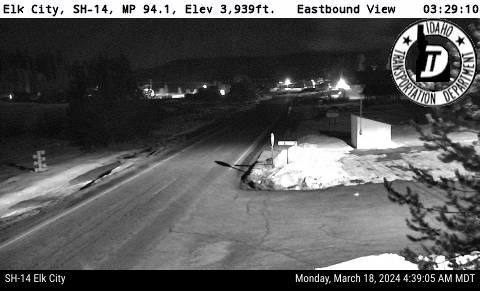 Elk City, SH-14, MP 94.1, Elev 3,939ft. Eastbound View 03:29:10
IDAHO
TRANSPORTATION DEPARTMENT
SH-14 Elk City Monday, March 18, 2024 4:39:05 AM MDT